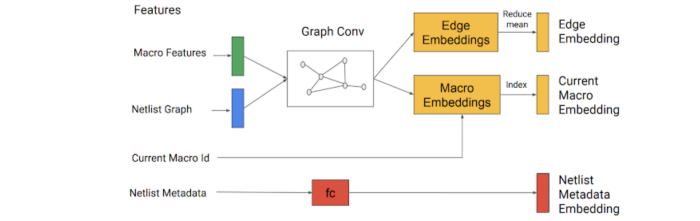 Features
Macro Features
Netlist Graph
Current Macro Id
Netlist Metadata
Graph Conv
fc
Edge
Embeddings
Macro
Embeddings
Reduce
mean
Index
Edge
Embedding
Current
Macro
Embedding
Netlist
Metadata
Embedding